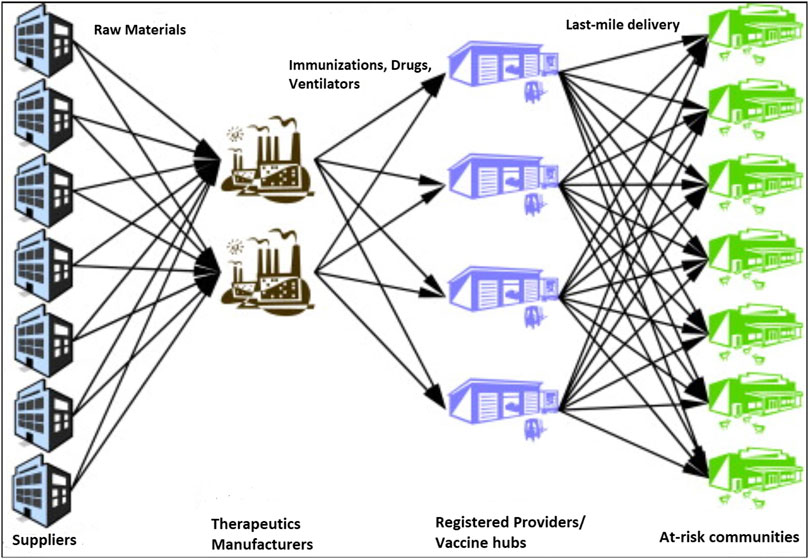 Raw Materials
Immunizations, Drugs,
Ventilators
Last-mile delivery
Suppliers
Therapeutics
Manufacturers
Registered Providers/
Vaccine hubs
At-risk communities